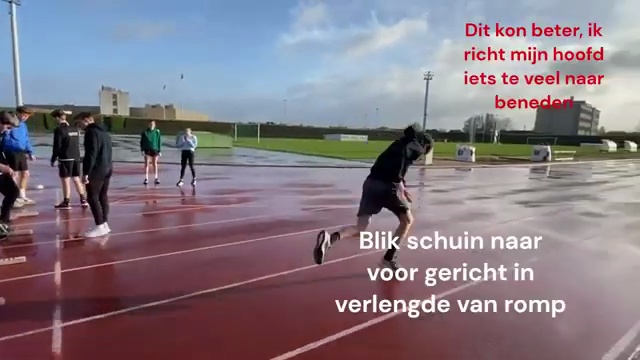 Dit kon beter, ik
richt mijn hoofd
iets te veel naar
beneden
Blik schuin naar
voor gericht in
verlengde van romp